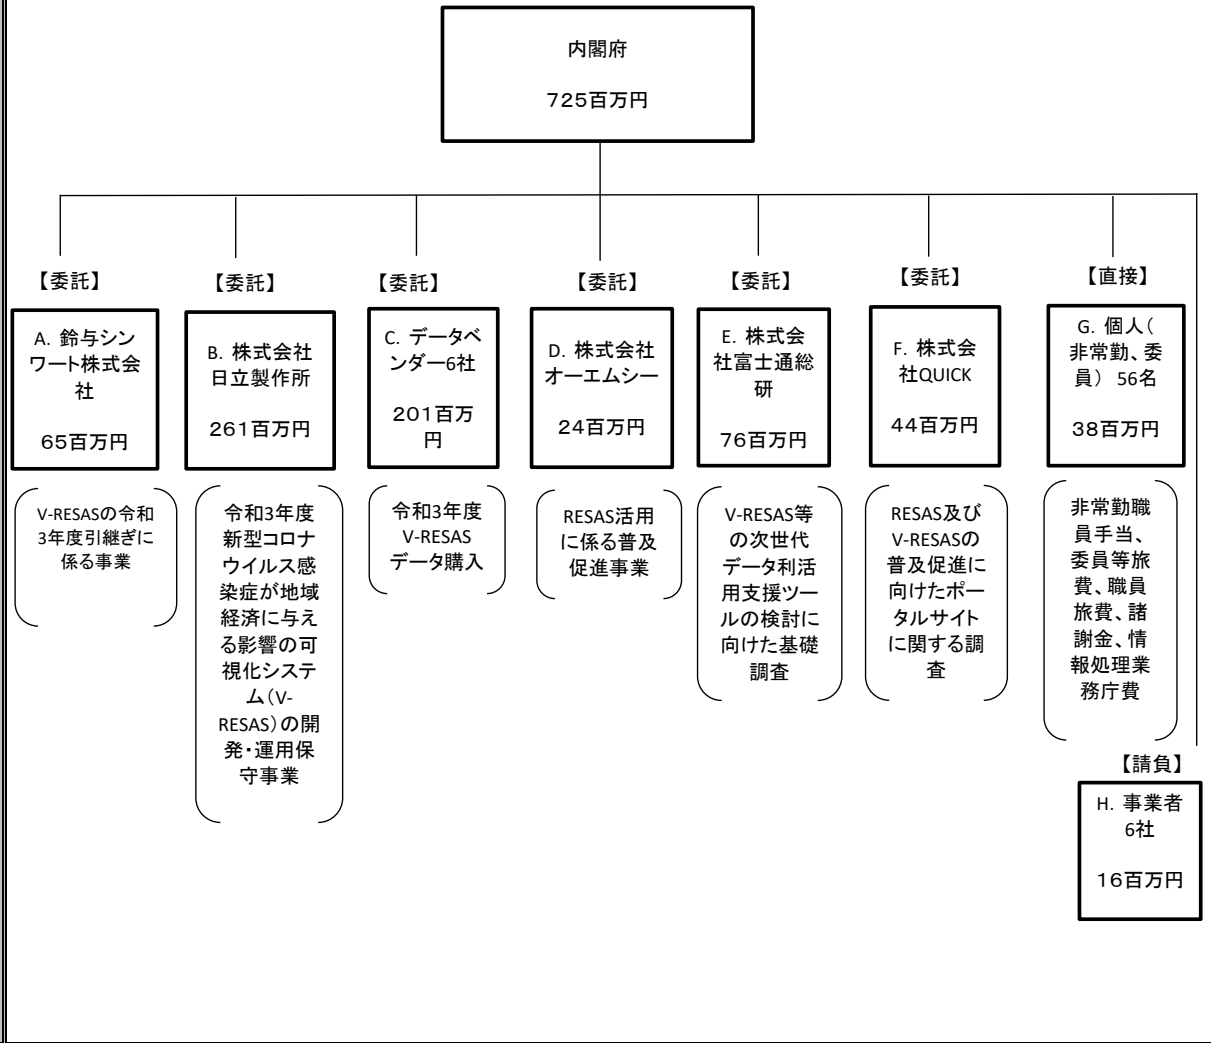 内閣府
725百万円
【委託】
A. 鈴与シン
ワート株式会
社
65百万円
V-RESASの令和
3年度引継ぎに
係る事業
【委託】
B. 株式会社
日立製作所
261百万円
令和3年度
新型コロナ
ウイルス感
染症が地域
経済に与え
る影響の可
視化システ
ム(V-
RESAS)の開
発・運用保
守事業
【委託】
C. データベ
ンダー6社
201百万
円
令和3年度
V-RESAS
データ購入
【委託】
D. 株式会社
オーエムシー
24百万円
RESAS活用
に係る普及
促進事業
【委託】
E. 株式会
社富士通総
研
76百万円
V-RESAS等
の次世代
データ利活
用支援ツー
ルの検討に
向けた基礎
調査
【委託】
F. 株式会
社QUICK
44百万円
RESAS及び
V-RESASの
普及促進に
向けたポー
タルサイト
に関する調
査
【直接】
G. 個人(
非常勤、委
員) 56名
38百万円
非常勤職
員手当、
委員等旅
費、職員
旅費、諸
謝金、情
報処理業
務庁費
【請負】
H. 事業者
6社
16百万円